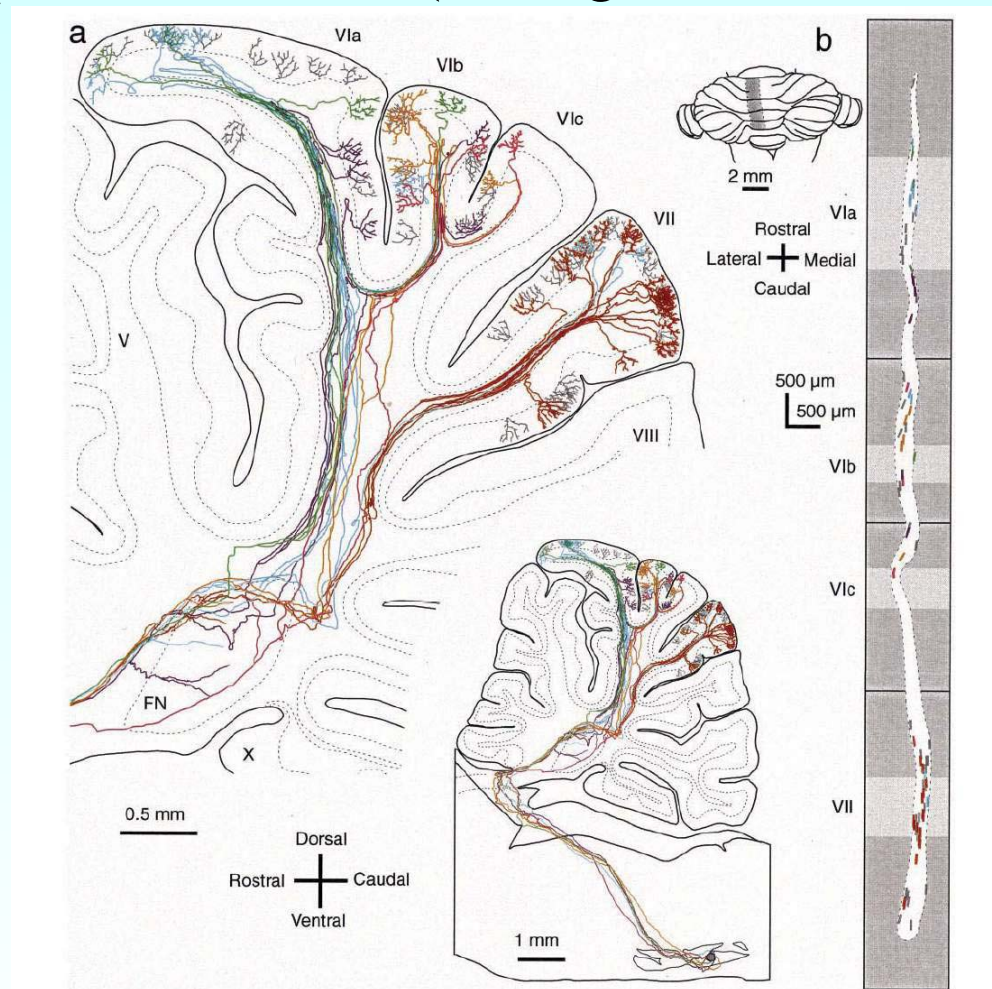 a
VIa
VIb
VIc
VII
V
VIII
FN
X
0.5 mm
Dorsal
Rostral
Caudal
Ventral
1 mm
b
2 mm
VIa
Rostral
Lateral
Medial
Caudal
500 µm
500 µm
VIb
VIc
VII